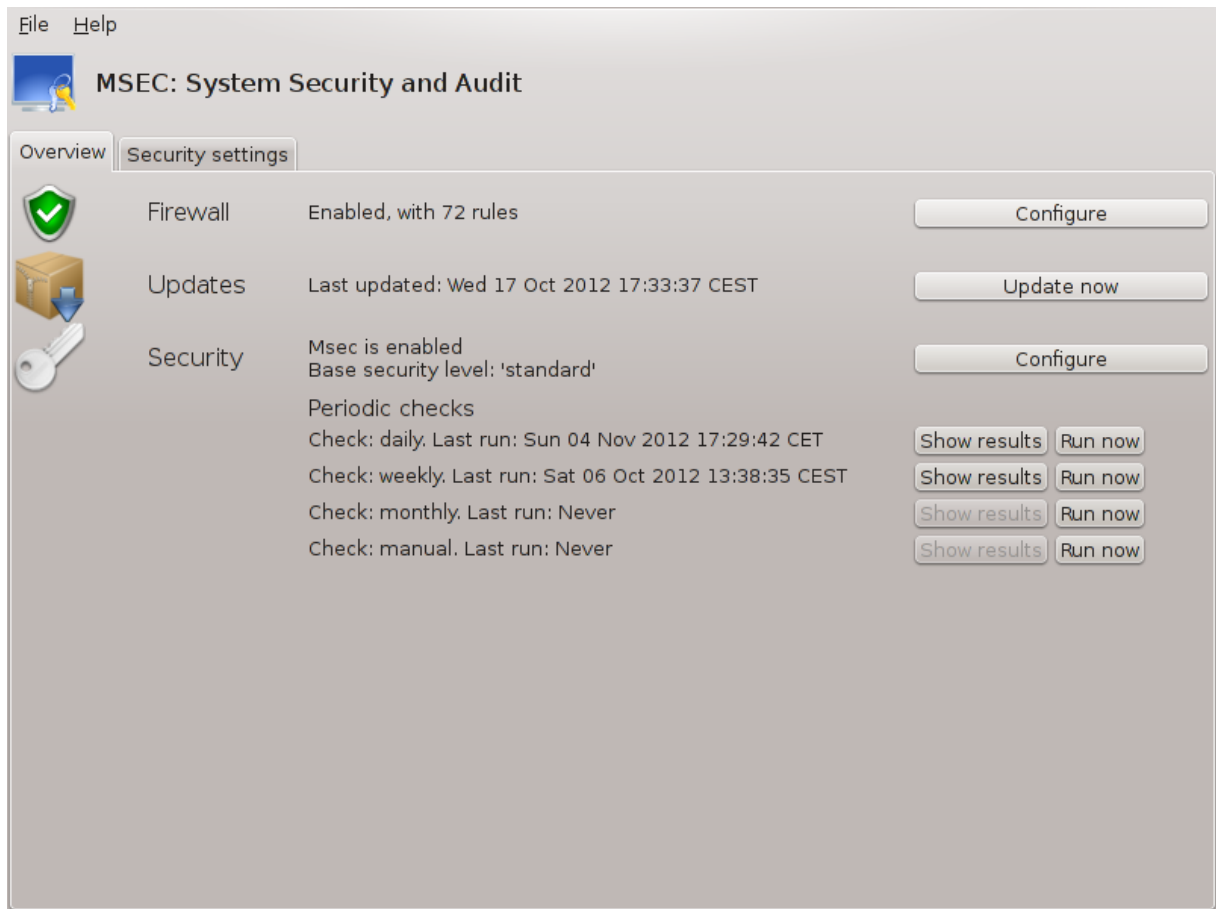 File Help
MSEC: System Security and Audit
Overview Security settings
Firewall Enabled, with 72 rules Configure
Updates Last updated: Wed 17 Oct 2012 17:33:37 CEST Update now
Security Msec is enabled
Base security level: 'standard' Configure
Periodic checks
Check: daily. Last run: Sun 04 Nov 2012 17:29:42 CET Show results Run now
Check: weekly. Last run: Sat 06 Oct 2012 13:38:35 CEST Show results Run now
Check: monthly. Last run: Never Show results Run now
Check: manual. Last run: Never Show results Run now